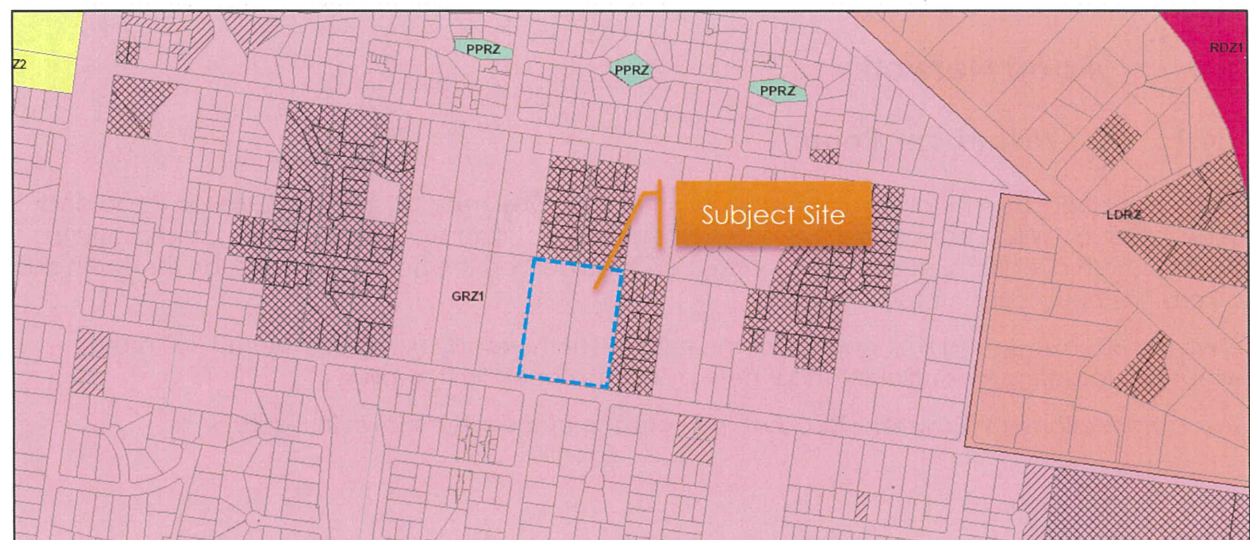 PPRZ
RDZ1
Z2
PPRZ
PPRZ
Subject Site
LDRZ
GRZ1